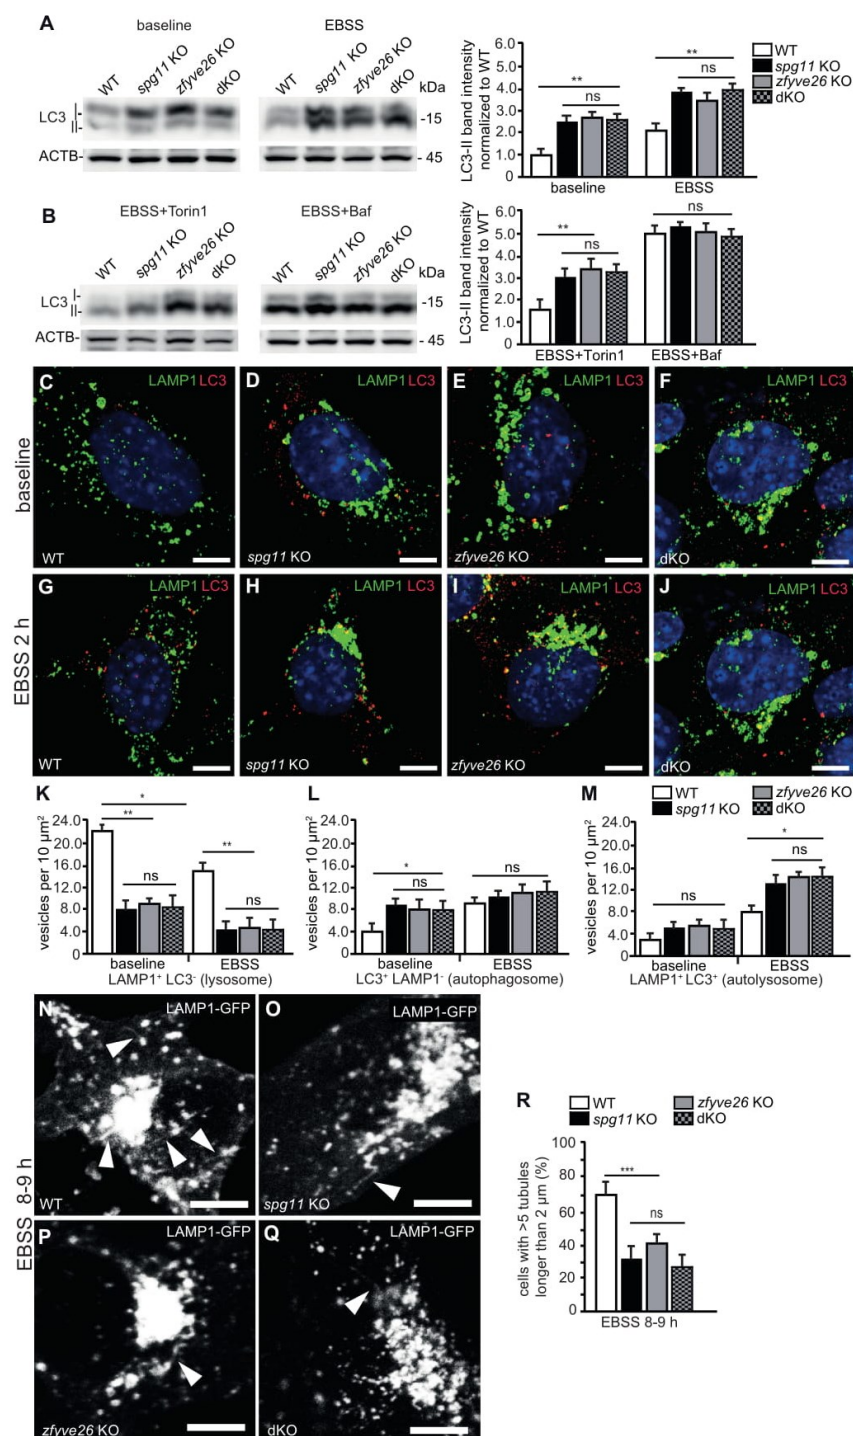 A
baseline
EBSS
WT
spg11 KO
zfyve26 KO
dKO
WT
spg11 KO
zfyve26 KO
dKO
kDa
LC3 I-
II-
-15
ACTB-
- 45
LC3-II band intensity
normalized to WT
6.0
5.0
4.0
3.0
2.0
1.0
**
ns
**
ns
baseline
EBSS
WT
spg11 KO
zfyve26 KO
dKO
B
EBSS+Torin1
EBSS+Baf
WT
spg11 KO
zfyve26 KO
dKO
WT
spg11 KO
zfyve26 KO
dKO
kDa
LC3 I-
II-
-15
ACTB-
- 45
LC3-II band intensity
normalized to WT
6.0
5.0
4.0
3.0
2.0
1.0
**
ns
ns
EBSS+Torin1
EBSS+Baf
baseline
C
LAMP1 LC3
WT
D
LAMP1 LC3
spg11 KO
E
LAMP1 LC3
zfyve26 KO
F
LAMP1 LC3
dKO
EBSS 2 h
G
LAMP1 LC3
WT
H
LAMP1 LC3
spg11 KO
I
LAMP1 LC3
zfyve26 KO
J
LAMP1 LC3
dKO
K
vesicles per 10 µm²
24.0
20.0
16.0
12.0
8.0
4.0
*
**
ns
**
ns
baseline
EBSS
LAMP1⁺ LC3⁻ (lysosome)
L
vesicles per 10 µm²
24.0
20.0
16.0
12.0
8.0
4.0
*
ns
ns
baseline
EBSS
LC3⁺ LAMP1⁻ (autophagosome)
M
WT
spg11 KO
zfyve26 KO
dKO
vesicles per 10 µm²
24.0
20.0
16.0
12.0
8.0
4.0
ns
*
ns
baseline
EBSS
LAMP1⁺ LC3⁺ (autolysosome)
EBSS 8-9 h
N
LAMP1-GFP
WT
O
LAMP1-GFP
spg11 KO
P
LAMP1-GFP
zfyve26 KO
Q
LAMP1-GFP
dKO
R
WT
spg11 KO
zfyve26 KO
dKO
cells with >5 tubules
longer than 2 µm (%)
100
80
60
40
20
0
***
ns
EBSS 8-9 h